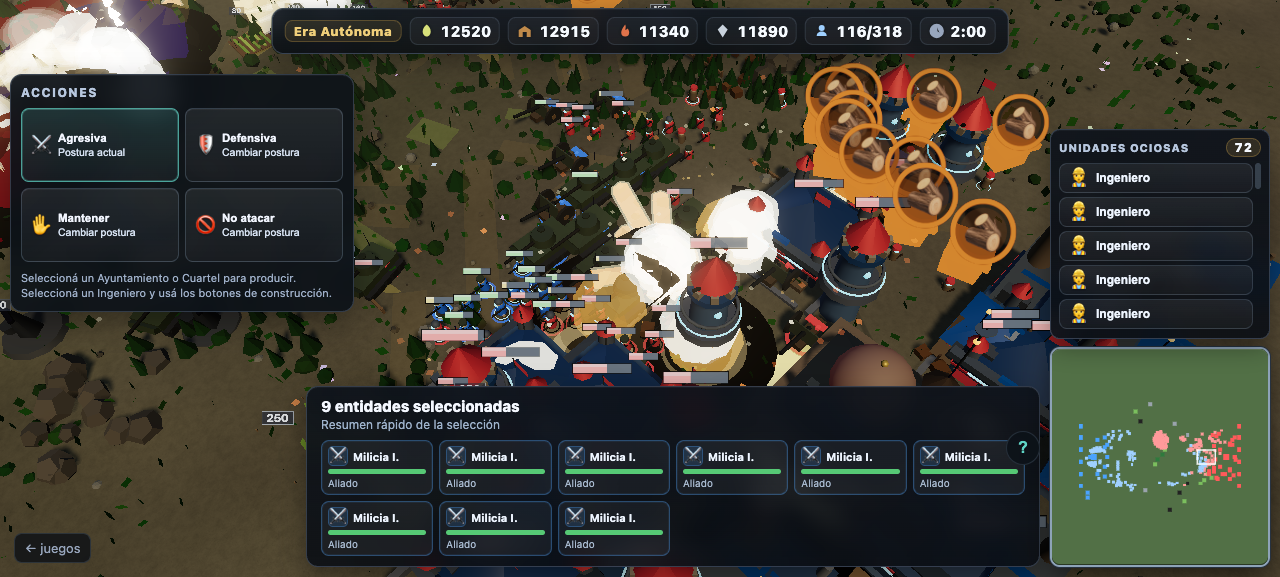 Era Autónoma
12520
12915
11340
11890
116/318
2:00
ACCIONES
Agresiva
Postura actual
Defensiva
Cambiar postura
Mantener
Cambiar postura
No atacar
Cambiar postura
Seleccioná un Ayuntamiento o Cuartel para producir.
Seleccioná un Ingeniero y usá los botones de construcción.
UNIDADES OCIOSAS
72
Ingeniero
Ingeniero
Ingeniero
Ingeniero
Ingeniero
250
9 entidades seleccionadas
Resumen rápido de la selección
?
Milicia I.
Aliado
Milicia I.
Aliado
Milicia I.
Aliado
Milicia I.
Aliado
Milicia I.
Aliado
Milicia I.
Aliado
Milicia I.
Aliado
Milicia I.
Aliado
Milicia I.
Aliado
← juegos